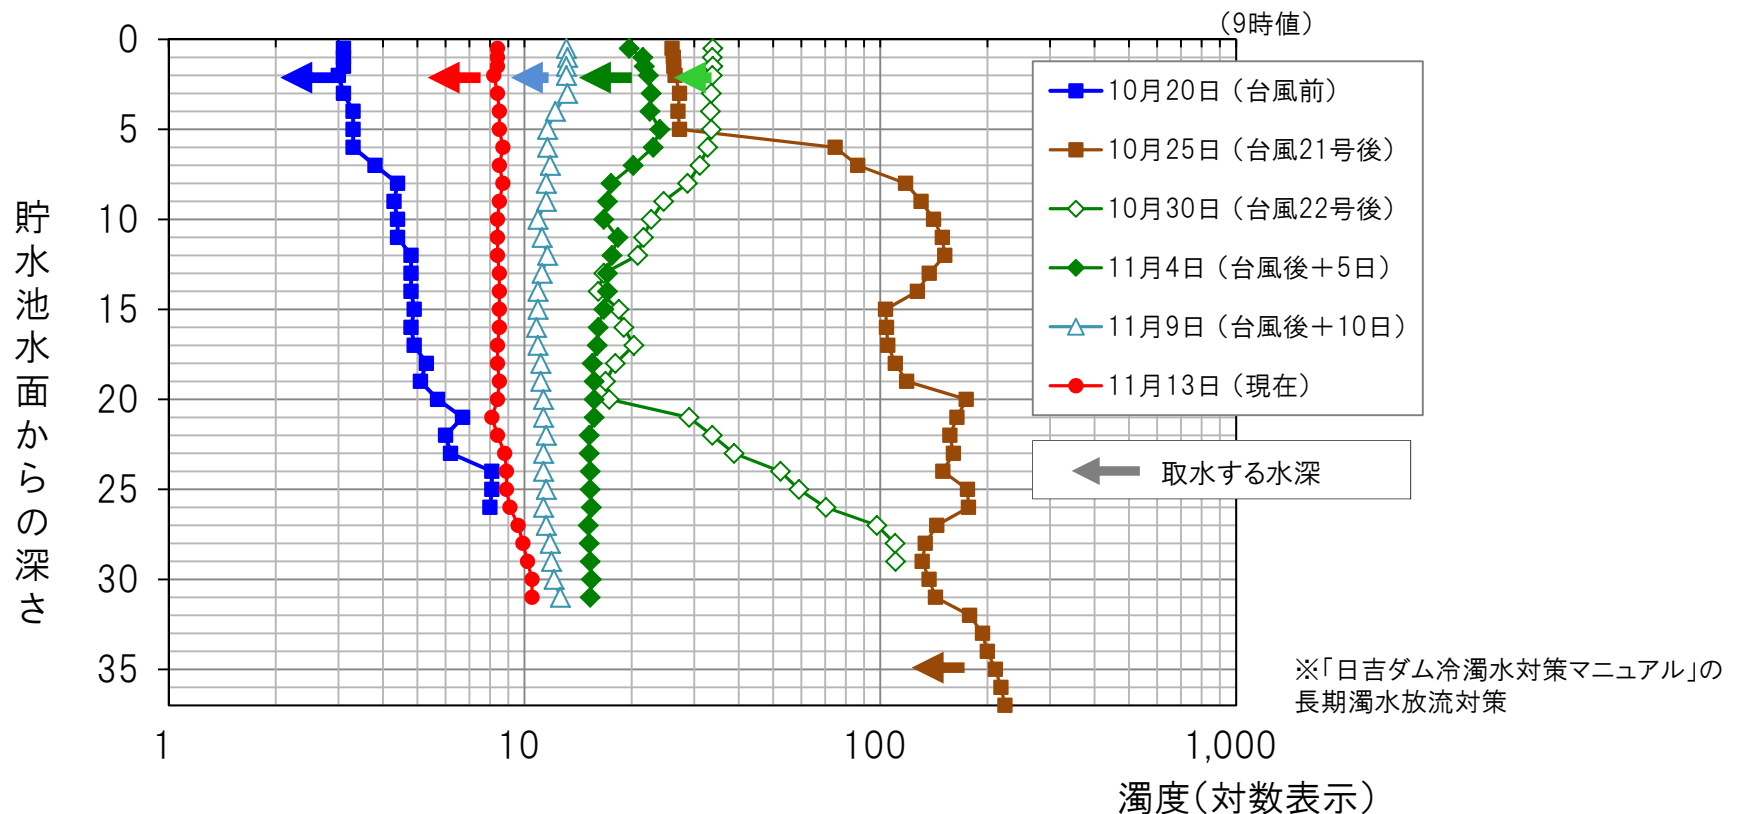 （9時値）
0
5
10
15
20
25
30
35
貯水池水面からの深さ
10月20日（台風前）
10月25日（台風21号後）
10月30日（台風22号後）
11月4日（台風後＋5日）
11月9日（台風後＋10日）
11月13日（現在）
取水する水深
※「日吉ダム冷濁水対策マニュアル」の
長期濁水放流対策
1
10
100
1,000
濁度（対数表示）